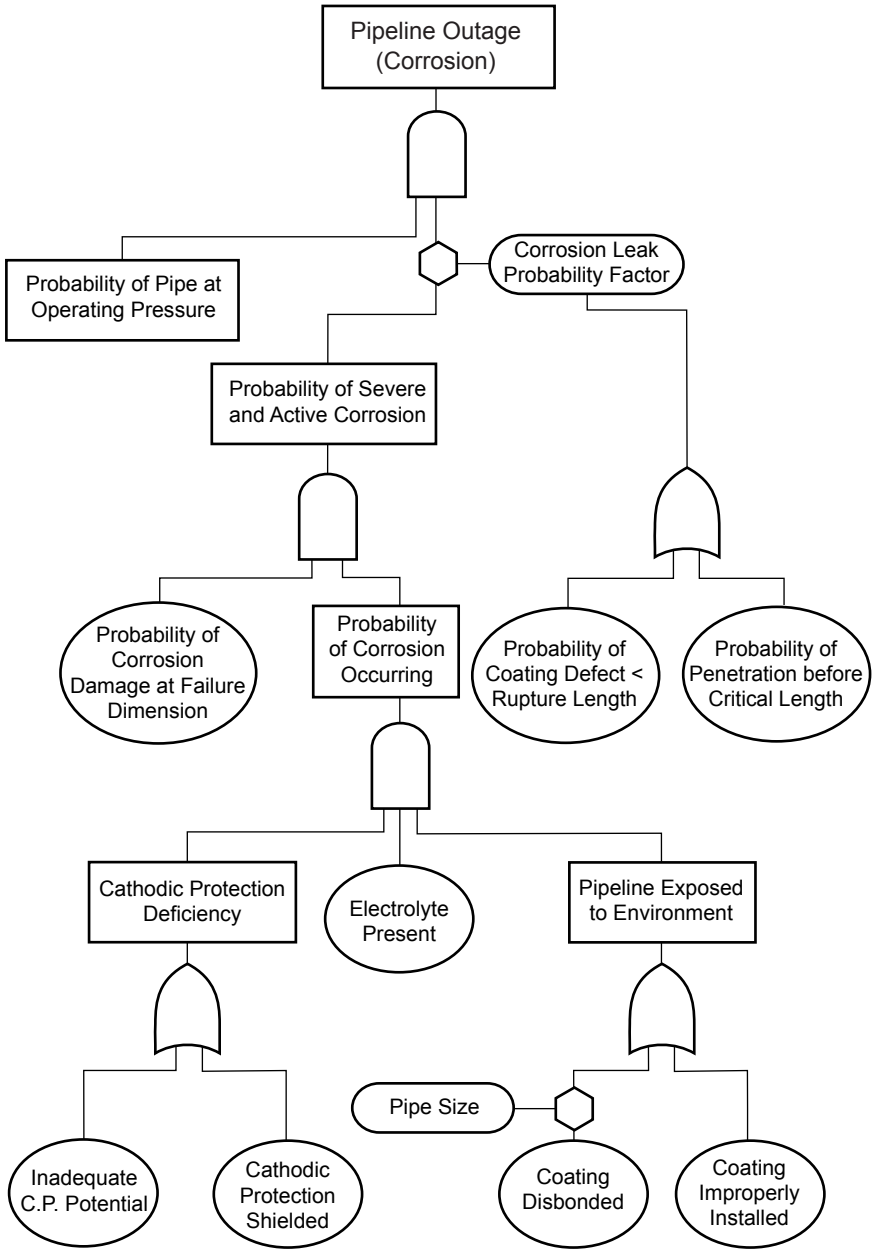 Pipeline Outage
(Corrosion)
Corrosion Leak
Probability Factor
Probability of Pipe at
Operating Pressure
Probability of Severe
and Active Corrosion
Probability of
Corrosion
Damage at Failure
Dimension
Probability
of Corrosion
Occurring
Probability of
Coating Defect <
Rupture Length
Probability of
Penetration before
Critical Length
Cathodic Protection
Deficiency
Electrolyte
Present
Pipeline Exposed
to Environment
Pipe Size
Inadequate
C.P. Potential
Cathodic
Protection
Shielded
Coating
Disbonded
Coating
Improperly
Installed